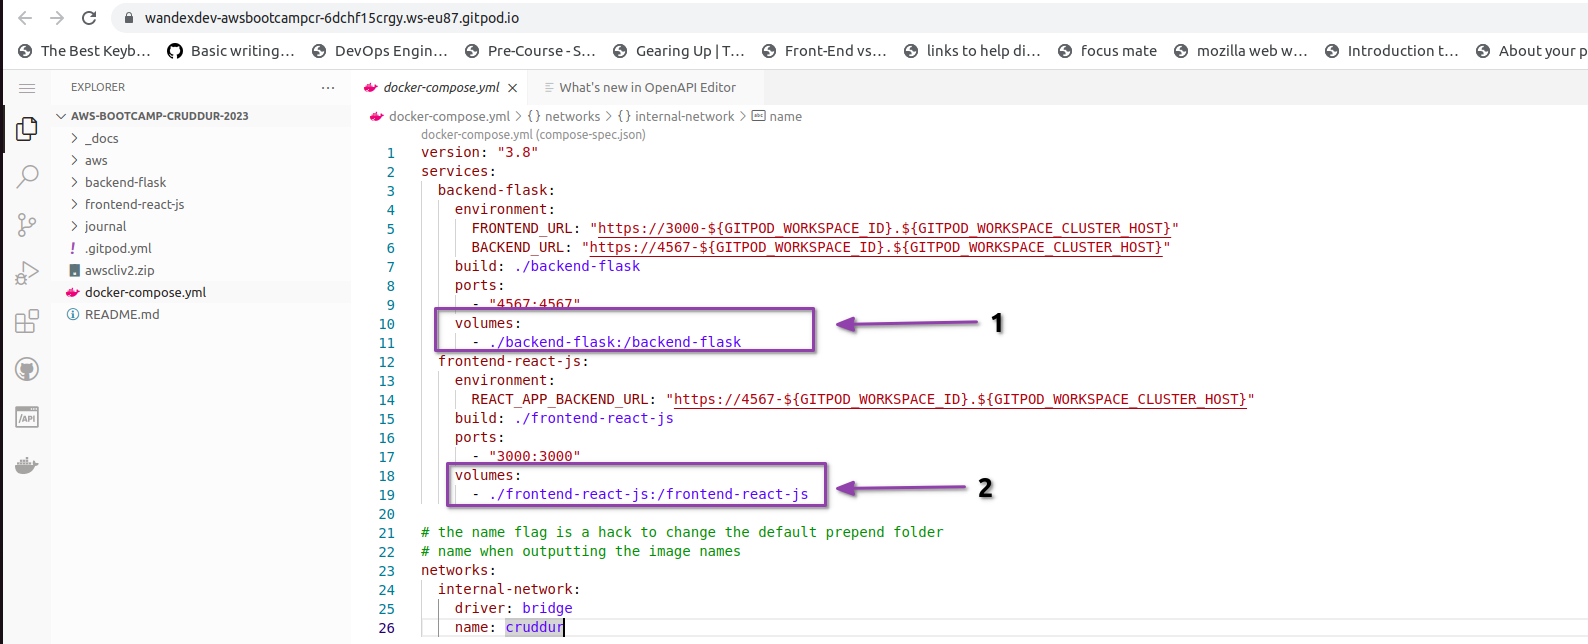 wandexdev-awsbootcampcr-6dchf15crgy.ws-eu87.gitpod.io
The Best Keyb... Basic writing... DevOps Engin... Pre-Course - S... Gearing Up | T... Front-End vs... links to help di... focus mate mozilla web w... Introduction t... About your p
EXPLORER ...
docker-compose.yml × What's new in OpenAPI Editor
AWS-BOOTCAMP-CRUDDUR-2023
_docs
aws
backend-flask
frontend-react-js
journal
.gitpod.yml
awscliv2.zip
docker-compose.yml
README.md
/API
docker-compose.yml > {} networks > {} internal-network > abc name
docker-compose.yml (compose-spec.json)
1 version: "3.8"
2 services:
3 backend-flask:
4 environment:
5 FRONTEND_URL: "https://3000-${GITPOD_WORKSPACE_ID}.${GITPOD_WORKSPACE_CLUSTER_HOST}"
6 BACKEND_URL: "https://4567-${GITPOD_WORKSPACE_ID}.${GITPOD_WORKSPACE_CLUSTER_HOST}"
7 build: ./backend-flask
8 ports:
9 - "4567:4567"
10 volumes:
11 - ./backend-flask:/backend-flask
1
12 frontend-react-js:
13 environment:
14 REACT_APP_BACKEND_URL: "https://4567-${GITPOD_WORKSPACE_ID}.${GITPOD_WORKSPACE_CLUSTER_HOST}"
15 build: ./frontend-react-js
16 ports:
17 - "3000:3000"
18 volumes:
19 - ./frontend-react-js:/frontend-react-js
2
20
21 # the name flag is a hack to change the default prepend folder
22 # name when outputting the image names
23 networks:
24 internal-network:
25 driver: bridge
26 name: cruddur